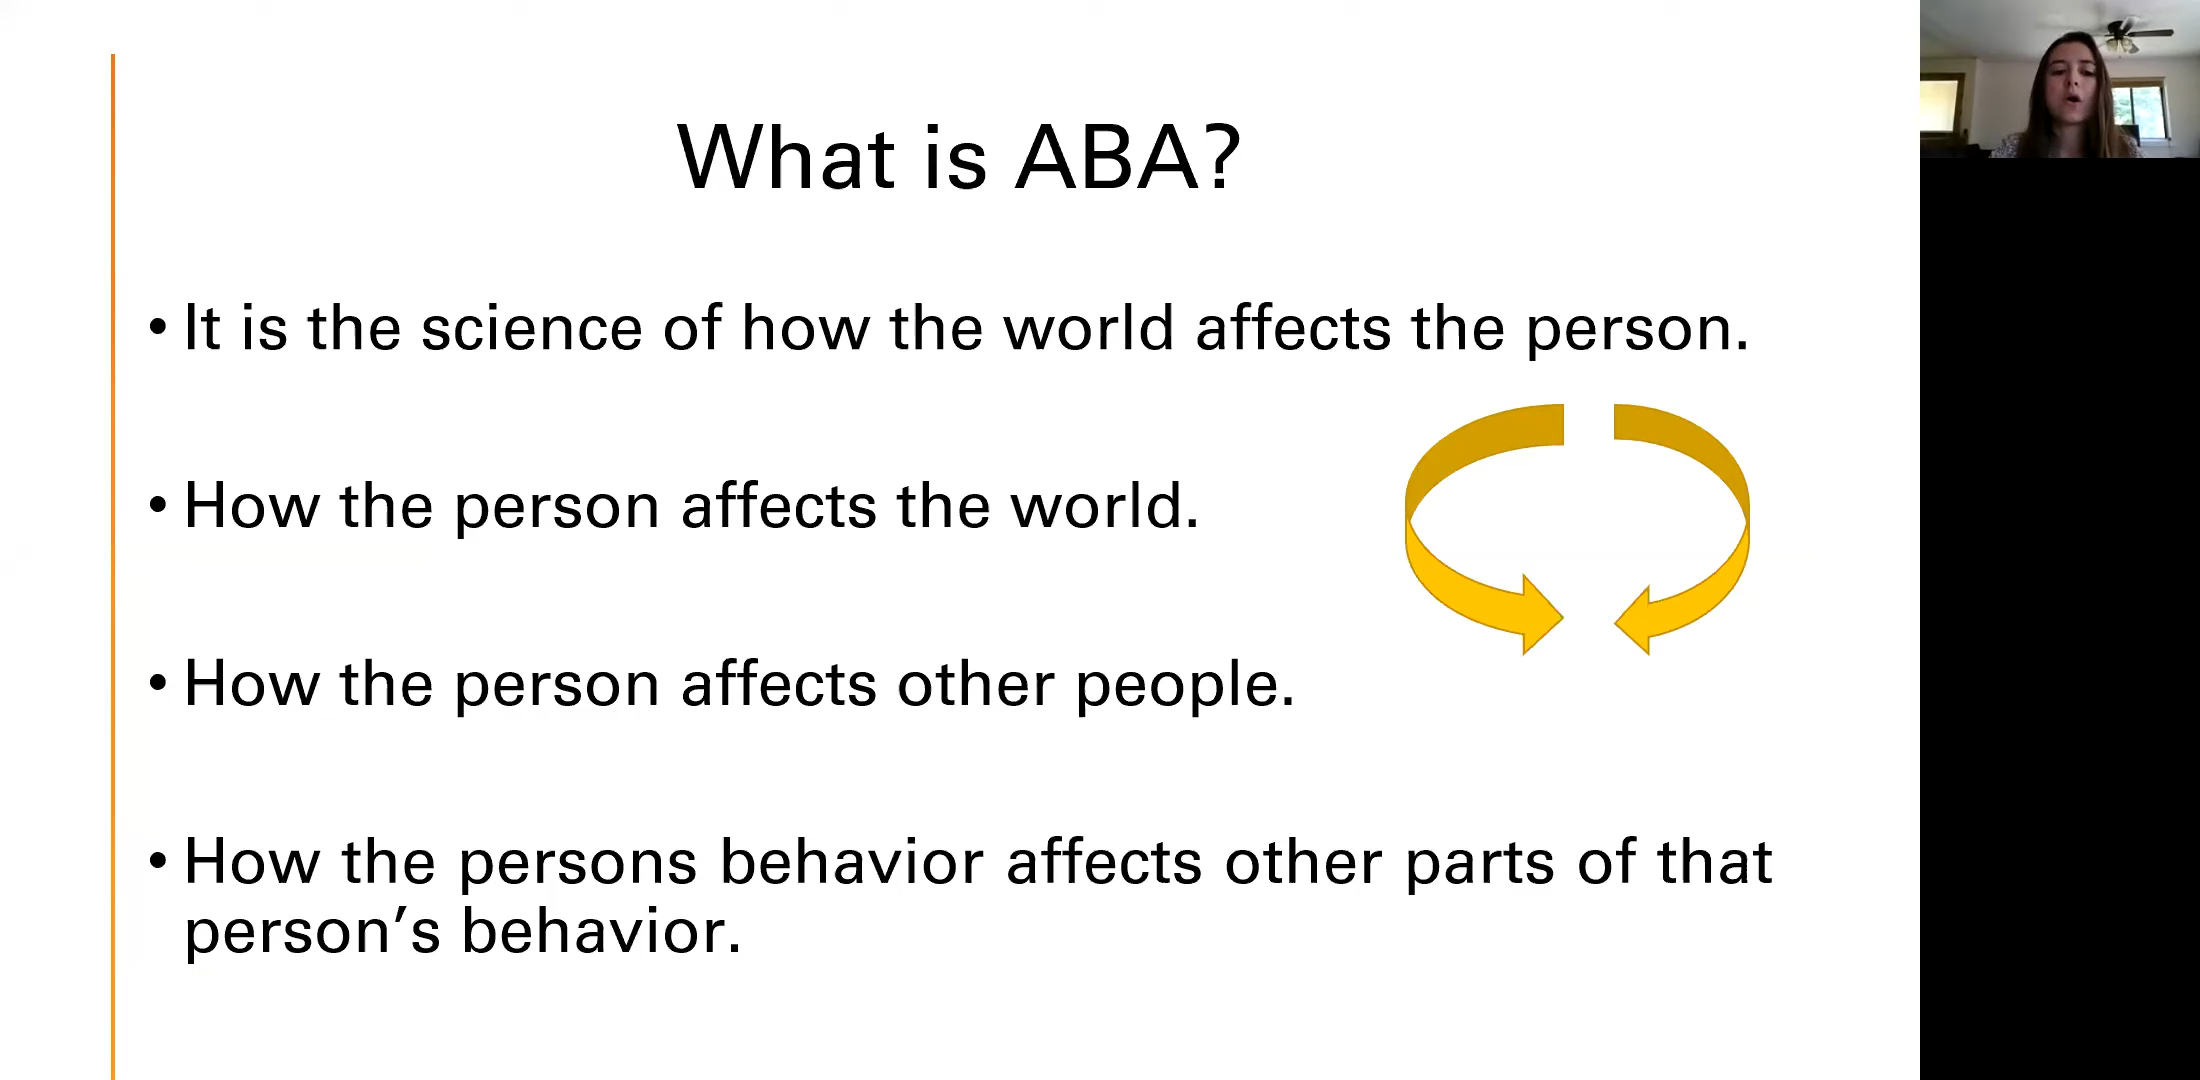 What is ABA?
• It is the science of how the world affects the person.
• How the person affects the world.
• How the person affects other people.
• How the persons behavior affects other parts of that
person’s behavior.